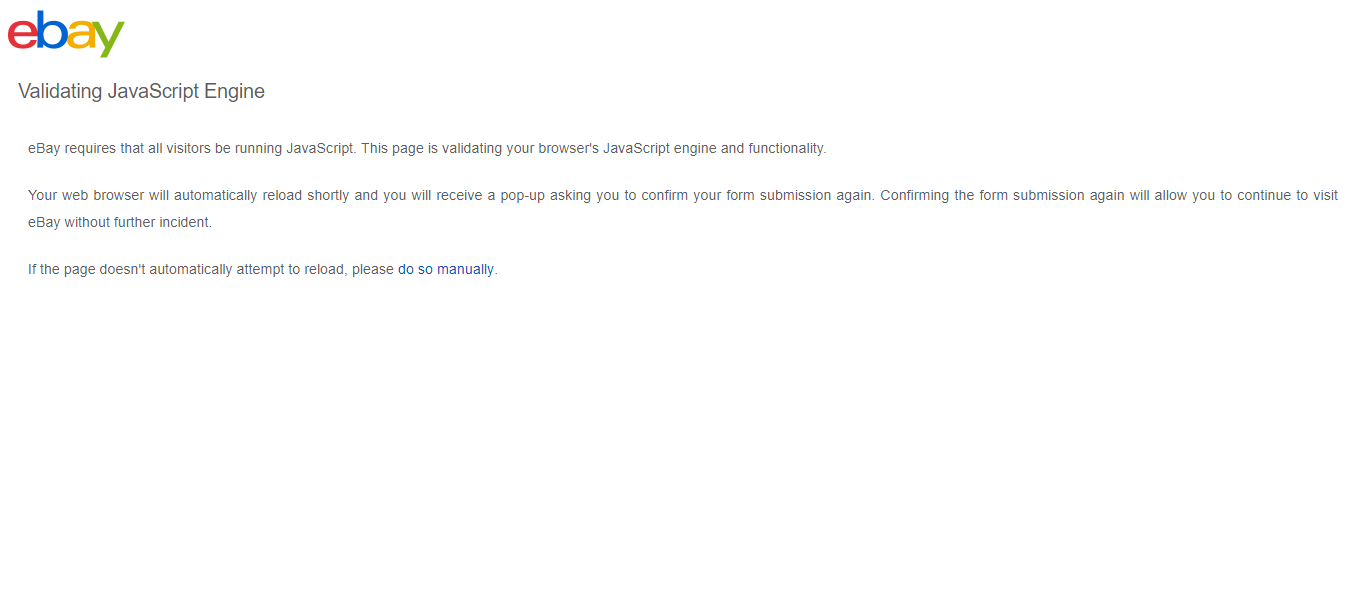 ebay
Validating JavaScript Engine
eBay requires that all visitors be running JavaScript. This page is validating your browser's JavaScript engine and functionality.
Your web browser will automatically reload shortly and you will receive a pop-up asking you to confirm your form submission again. Confirming the form submission again will allow you to continue to visit
eBay without further incident.
If the page doesn't automatically attempt to reload, please do so manually.